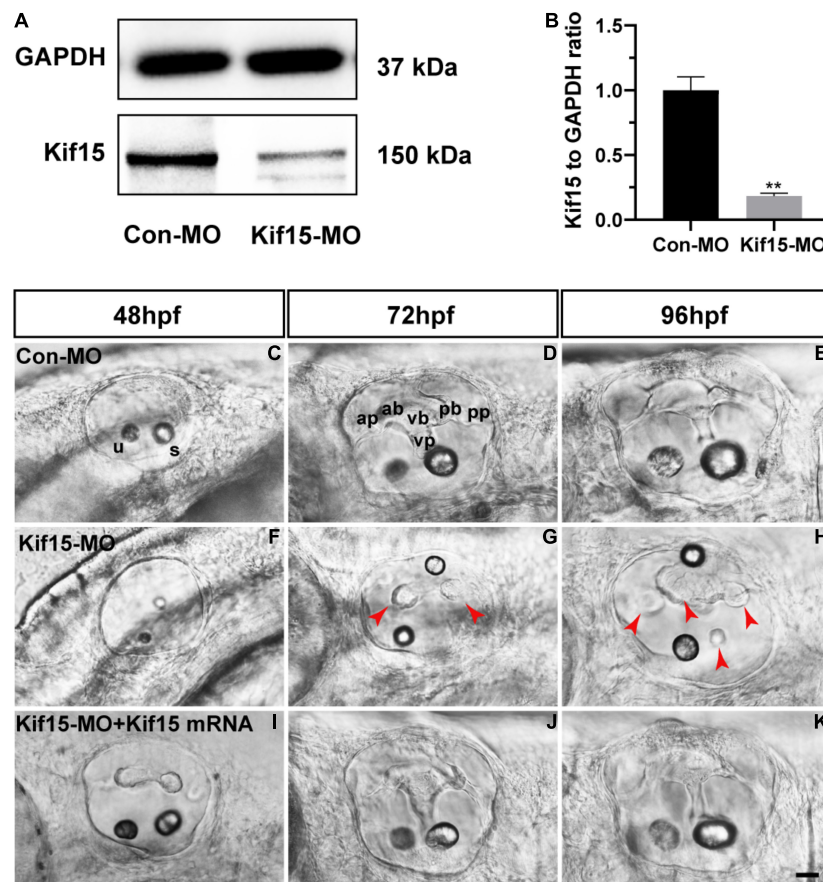 A
GAPDH
37 kDa
Kif15
150 kDa
Con-MO
Kif15-MO
B
Kif15 to GAPDH ratio
1.5
1.0
0.5
0.0
**
Con-MO
Kif15-MO
48hpf
72hpf
96hpf
Con-MO
C
u
s
D
ap
ab
vb
pb
pp
vp
E
Kif15-MO
F
G
H
Kif15-MO+Kif15 mRNA
I
J
K